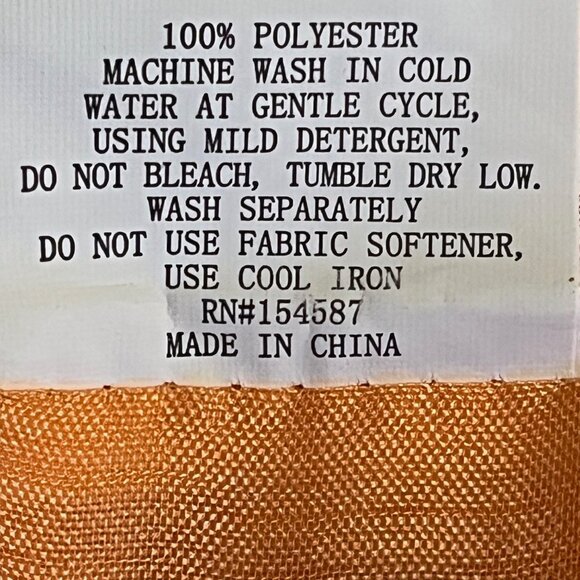 100% POLYESTER
MACHINE WASH IN COLD
WATER AT GENTLE CYCLE,
USING MILD DETERGENT,
DO NOT BLEACH, TUMBLE DRY LOW.
WASH SEPARATELY
DO NOT USE FABRIC SOFTENER,
USE COOL IRON
RN#154587
MADE IN CHINA